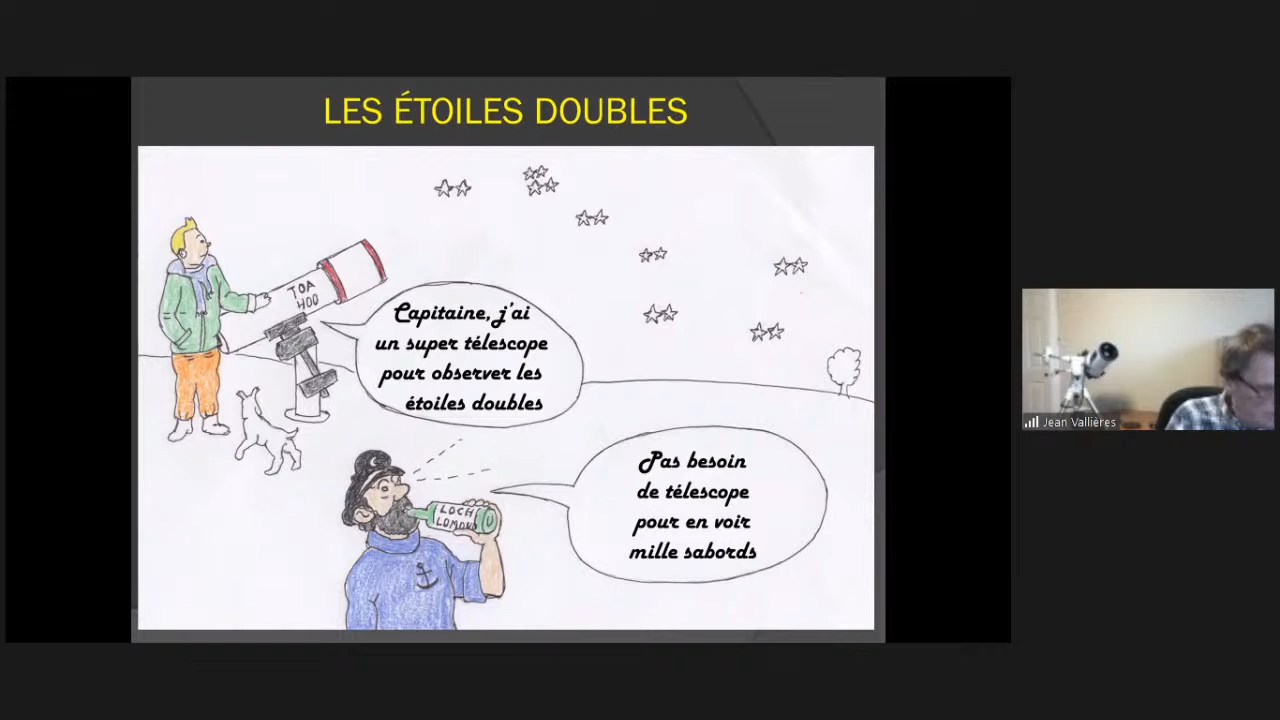 LES ÉTOILES DOUBLES
TOA
400
Capitaine, j'ai
un super télescope
pour observer les
étoiles doubles
Pas besoin
de télescope
pour en voir
mille sabords
LOCH
LOMOND
Jean Vallières